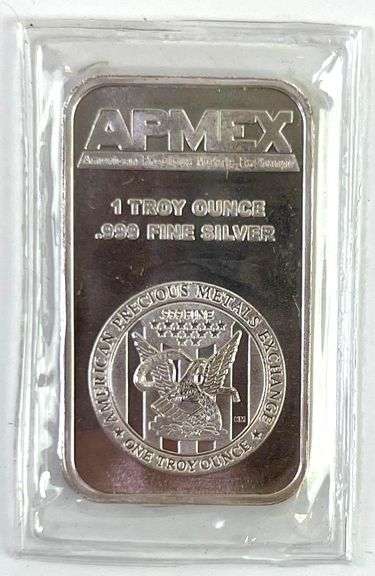 APMEX
American Precious Metals Exchange
1 TROY OUNCE
.999 FINE SILVER
AMERICAN PRECIOUS METALS EXCHANGE
.999 FINE
ONE TROY OUNCE